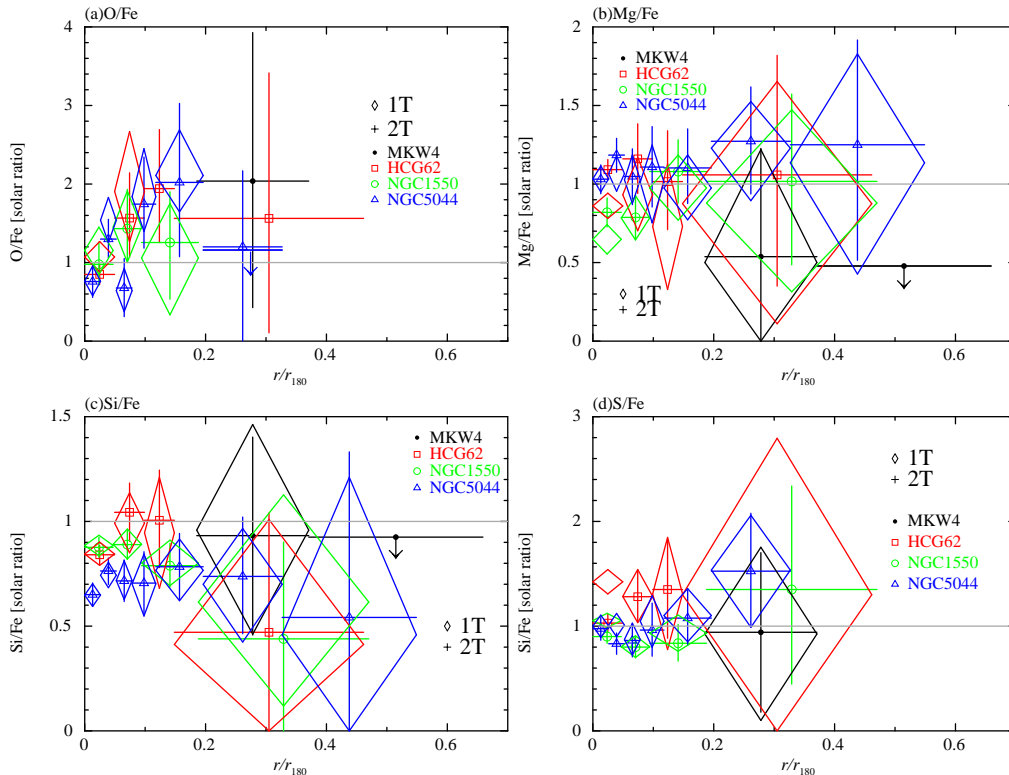 (a)O/Fe
O/Fe [solar ratio]
4
3
2
1
0
1T
2T
MKW4
HCG62
NGC1550
NGC5044
0
0.2
0.4
0.6
r/r180
(b)Mg/Fe
Mg/Fe [solar ratio]
2
1.5
1
0.5
0
MKW4
HCG62
NGC1550
NGC5044
1T
2T
0
0.2
0.4
0.6
r/r180
(c)Si/Fe
Si/Fe [solar ratio]
1.5
1
0.5
0
MKW4
HCG62
NGC1550
NGC5044
1T
2T
0
0.2
0.4
0.6
r/r180
(d)S/Fe
Si/Fe [solar ratio]
3
2
1
0
1T
2T
MKW4
HCG62
NGC1550
NGC5044
0
0.2
0.4
0.6
r/r180